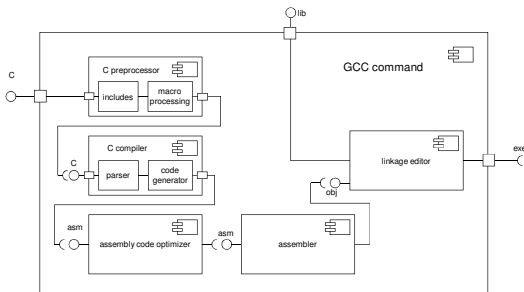 lib
C
C preprocessor
GCC command
includes
macro
processing
C compiler
C
parser
code
generator
linkage editor
exe
obj
asm
asm
assembly code optimizer
assembler